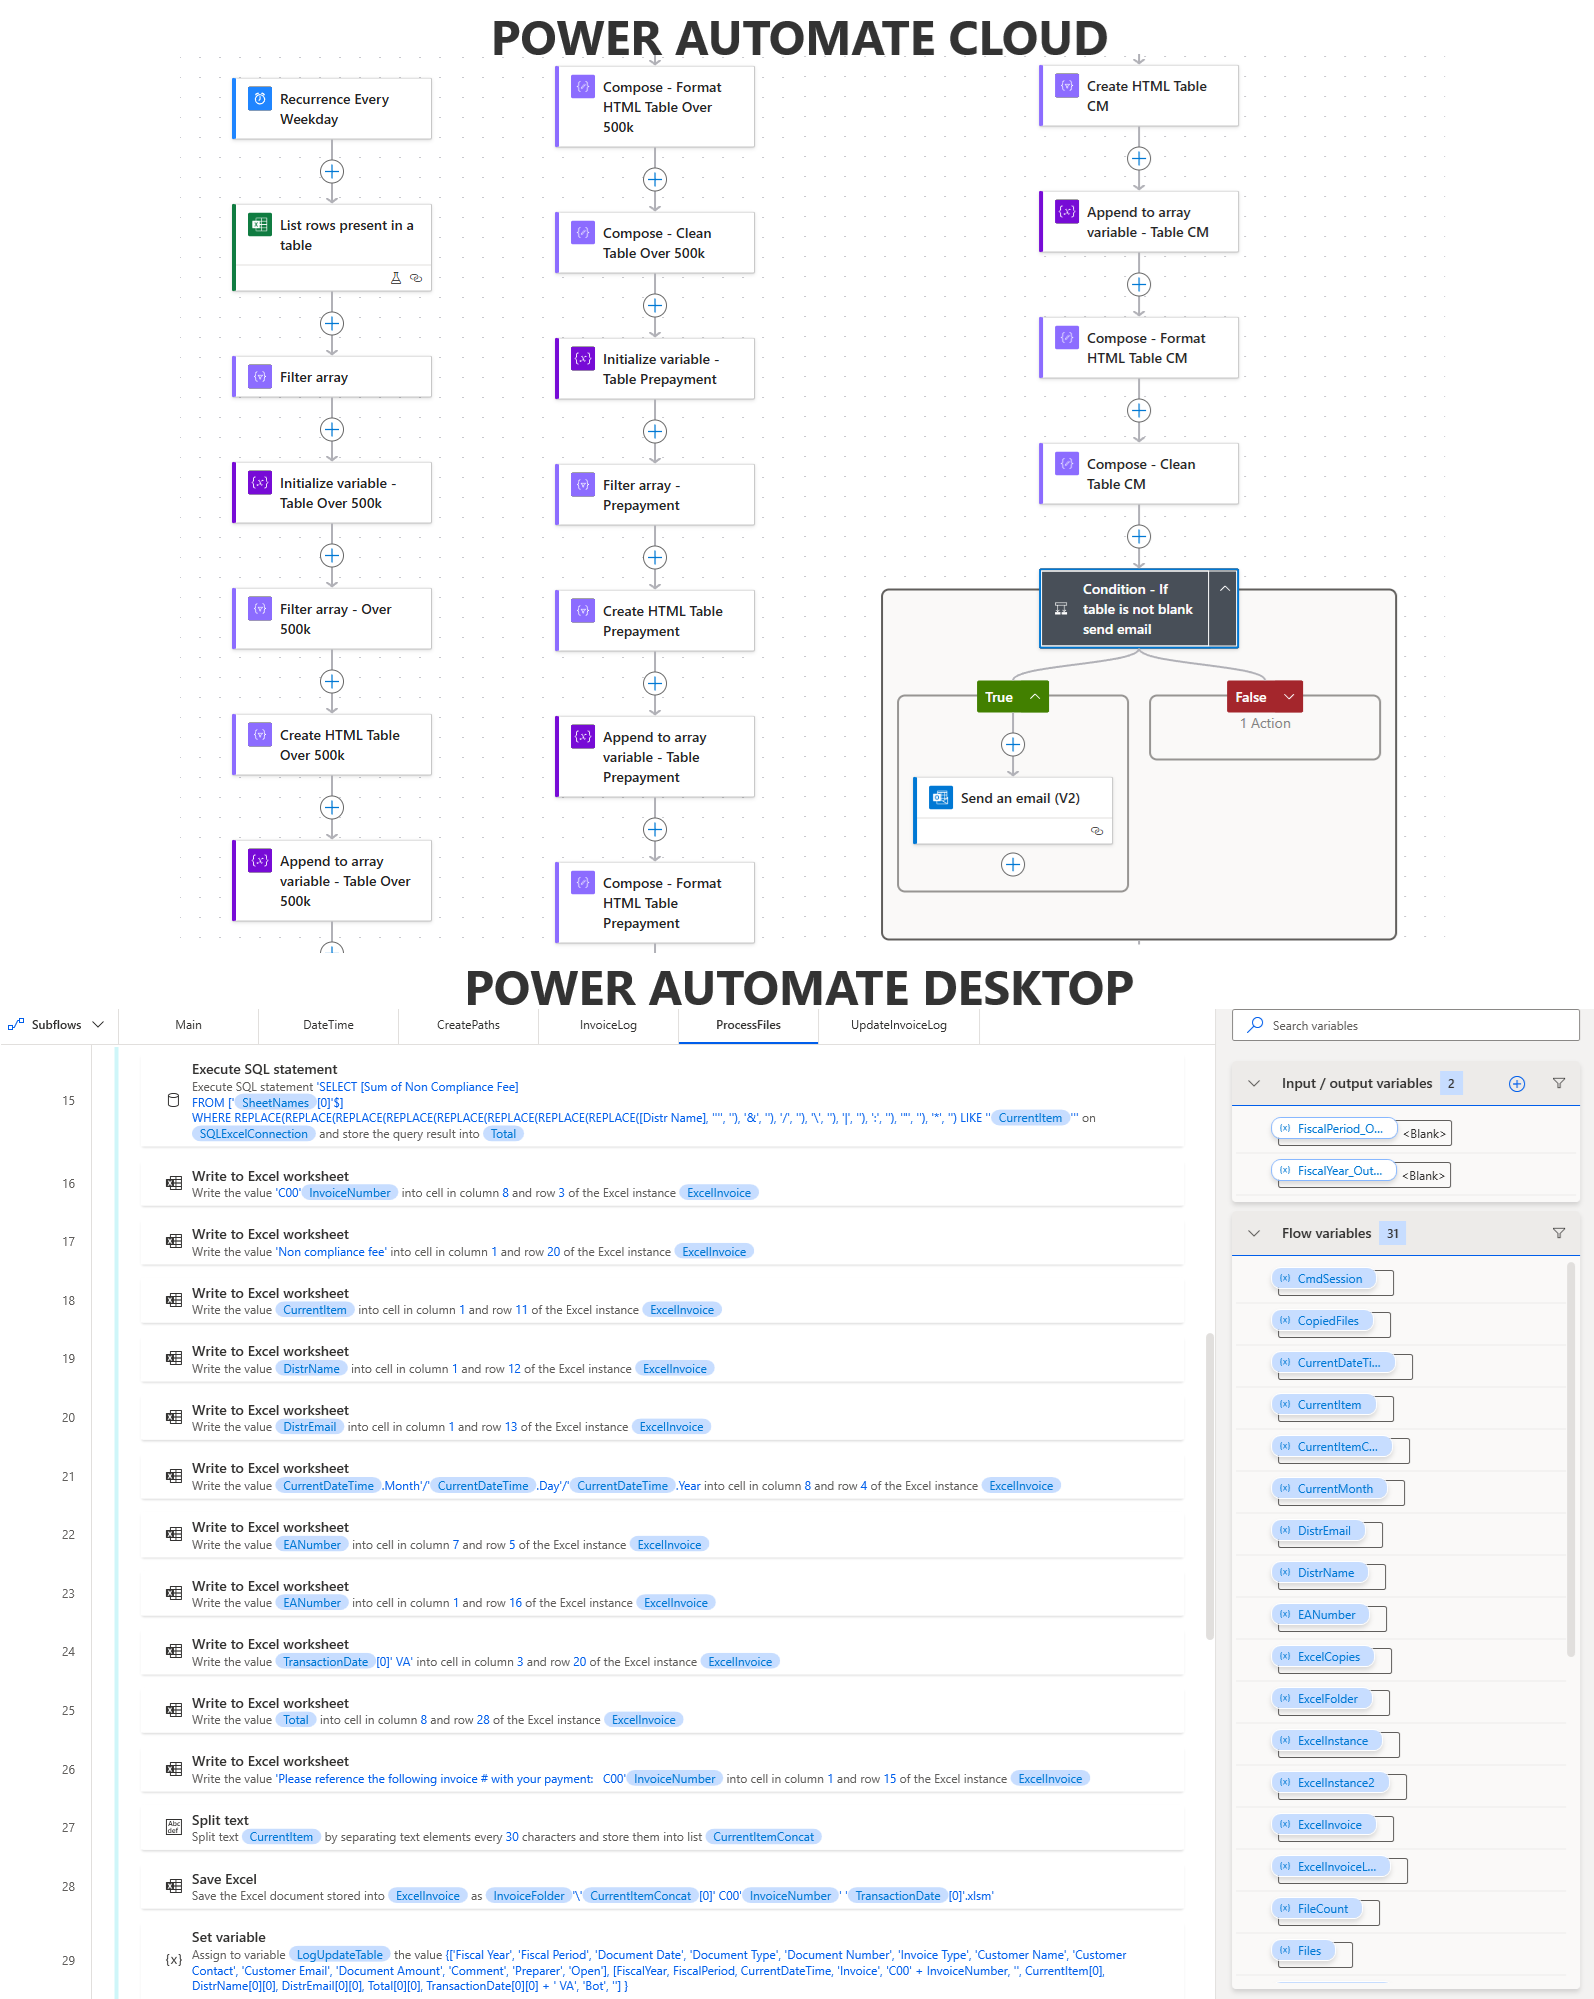 POWER AUTOMATE CLOUD
Recurrence Every
Weekday
List rows present in a
table
Filter array
Initialize variable -
Table Over 500k
Filter array - Over
500k
Create HTML Table
Over 500k
Append to array
variable - Table Over
500k
Compose - Format
HTML Table Over
500k
Compose - Clean
Table Over 500k
Initialize variable -
Table Prepayment
Filter array -
Prepayment
Create HTML Table
Prepayment
Append to array
variable - Table
Prepayment
Compose - Format
HTML Table
Prepayment
Create HTML Table
CM
Append to array
variable - Table CM
Compose - Format
HTML Table CM
Compose - Clean
Table CM
Condition - If
table is not blank
send email
True
False
1 Action
Send an email (V2)
POWER AUTOMATE DESKTOP
Subflows
Main
DateTime
CreatePaths
InvoiceLog
ProcessFiles
UpdateInvoiceLog
15
Execute SQL statement
Execute SQL statement 'SELECT [Sum of Non Compliance Fee]
FROM [' SheetNames [0]'$]
WHERE REPLACE(REPLACE(REPLACE(REPLACE(REPLACE(REPLACE(REPLACE(REPLACE([Distr Name], '''', ''), '&', ''), '/', ''), '\', ''), '|', ''), ':', ''), '"', ''), '*', '') LIKE '' CurrentItem ''' on
SQLExcelConnection and store the query result into Total
16
Write to Excel worksheet
Write the value 'C00' InvoiceNumber into cell in column 8 and row 3 of the Excel instance ExcelInvoice
17
Write to Excel worksheet
Write the value 'Non compliance fee' into cell in column 1 and row 20 of the Excel instance ExcelInvoice
18
Write to Excel worksheet
Write the value CurrentItem into cell in column 1 and row 11 of the Excel instance ExcelInvoice
19
Write to Excel worksheet
Write the value DistrName into cell in column 1 and row 12 of the Excel instance ExcelInvoice
20
Write to Excel worksheet
Write the value DistrEmail into cell in column 1 and row 13 of the Excel instance ExcelInvoice
21
Write to Excel worksheet
Write the value CurrentDateTime .Month'/' CurrentDateTime .Day'/' CurrentDateTime .Year into cell in column 8 and row 4 of the Excel instance ExcelInvoice
22
Write to Excel worksheet
Write the value EANumber into cell in column 7 and row 5 of the Excel instance ExcelInvoice
23
Write to Excel worksheet
Write the value EANumber into cell in column 1 and row 16 of the Excel instance ExcelInvoice
24
Write to Excel worksheet
Write the value TransactionDate [0]' VA' into cell in column 3 and row 20 of the Excel instance ExcelInvoice
25
Write to Excel worksheet
Write the value Total into cell in column 8 and row 28 of the Excel instance ExcelInvoice
26
Write to Excel worksheet
Write the value 'Please reference the following invoice # with your payment: C00' InvoiceNumber into cell in column 1 and row 15 of the Excel instance ExcelInvoice
27
Split text
Split text CurrentItem by separating text elements every 30 characters and store them into list CurrentItemConcat
28
Save Excel
Save the Excel document stored into ExcelInvoice as InvoiceFolder '\' CurrentItemConcat [0]' C00' InvoiceNumber ' ' TransactionDate [0]'.xlsm'
29
Set variable
Assign to variable LogUpdateTable the value {['Fiscal Year', 'Fiscal Period', 'Document Date', 'Document Type', 'Document Number', 'Invoice Type', 'Customer Name', 'Customer
Contact', 'Customer Email', 'Document Amount', 'Comment', 'Preparer', 'Open'], [FiscalYear, FiscalPeriod, CurrentDateTime, 'Invoice', 'C00' + InvoiceNumber, '', CurrentItem[0],
DistrName[0][0], DistrEmail[0][0], Total[0][0], TransactionDate[0][0] + ' VA', 'Bot', ''] }
Search variables
Input / output variables 2
FiscalPeriod_O... <Blank>
FiscalYear_Out... <Blank>
Flow variables 31
CmdSession
CopiedFiles
CurrentDateTi...
CurrentItem
CurrentItemC...
CurrentMonth
DistrEmail
DistrName
EANumber
ExcelCopies
ExcelFolder
ExcelInstance
ExcelInstance2
ExcelInvoice
ExcelInvoiceL...
FileCount
Files